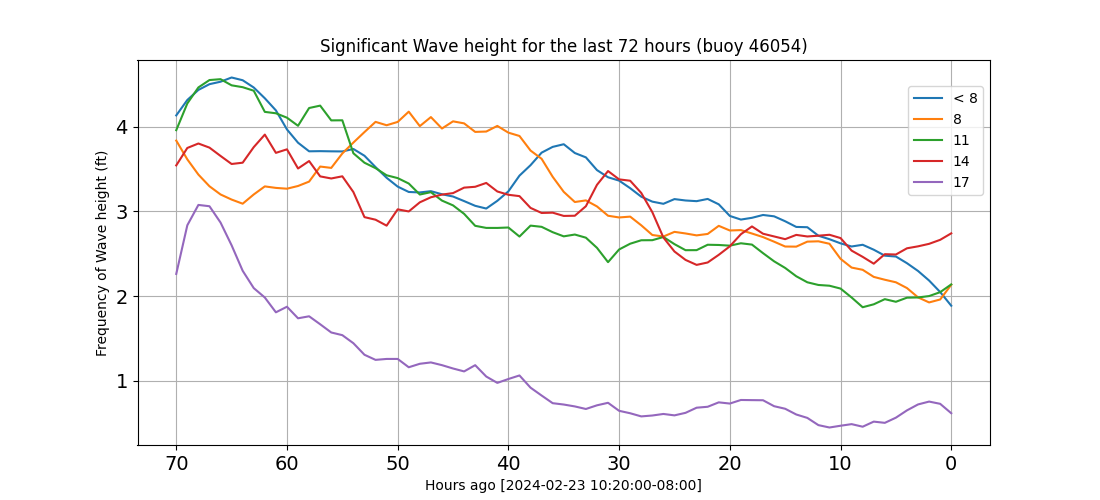 Significant Wave height for the last 72 hours (buoy 46054)
Frequency of Wave height (ft)
4
3
2
1
< 8
8
11
14
17
70 60 50 40 30 20 10 0
Hours ago [2024-02-23 10:20:00-08:00]